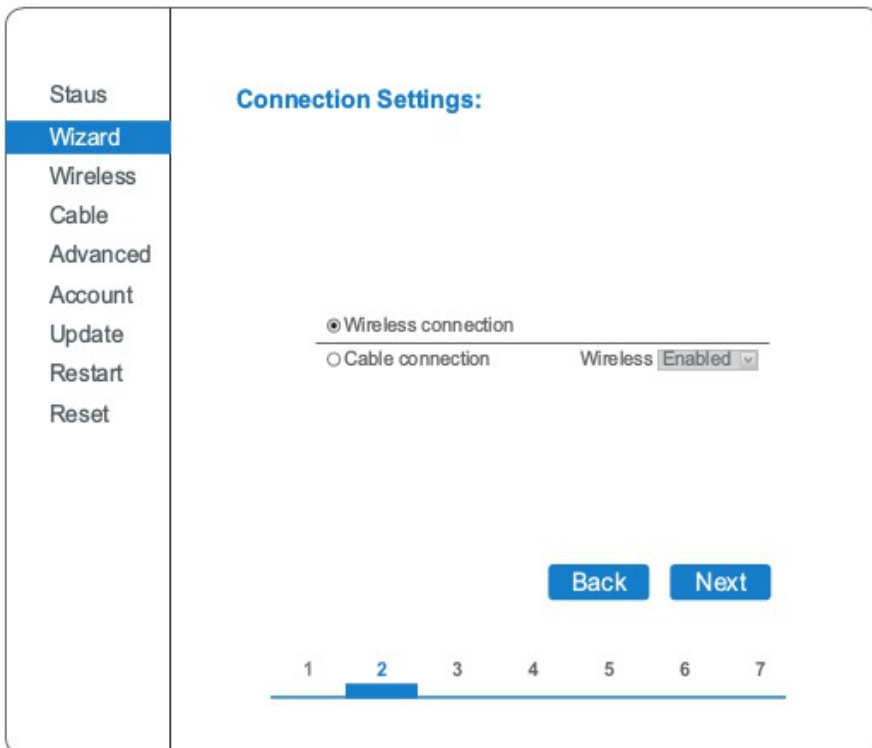 Staus
Wizard
Wireless
Cable
Advanced
Account
Update
Restart
Reset
Connection Settings:
Wireless connection
Cable connection Wireless Enabled
Back Next
1 2 3 4 5 6 7